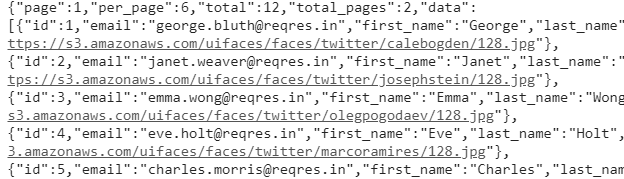 {"page":1,"per_page":6,"total":12,"total_pages":2,"data":
[{"id":1,"email":"george.bluth@reqres.in","first_name":"George","last_name"
ttps://s3.amazonaws.com/uifaces/faces/twitter/calebogden/128.jpg"},
{"id":2,"email":"janet.weaver@reqres.in","first_name":"Janet","last_name":"
tps://s3.amazonaws.com/uifaces/faces/twitter/josephstein/128.jpg"},
{"id":3,"email":"emma.wong@reqres.in","first_name":"Emma","last_name":"Wong
s3.amazonaws.com/uifaces/faces/twitter/olegpogodaev/128.jpg"},
{"id":4,"email":"eve.holt@reqres.in","first_name":"Eve","last_name":"Holt",
3.amazonaws.com/uifaces/faces/twitter/marcoramires/128.jpg"},
{"id":5,"email":"charles.morris@reqres.in","first_name":"Charles","last_nam